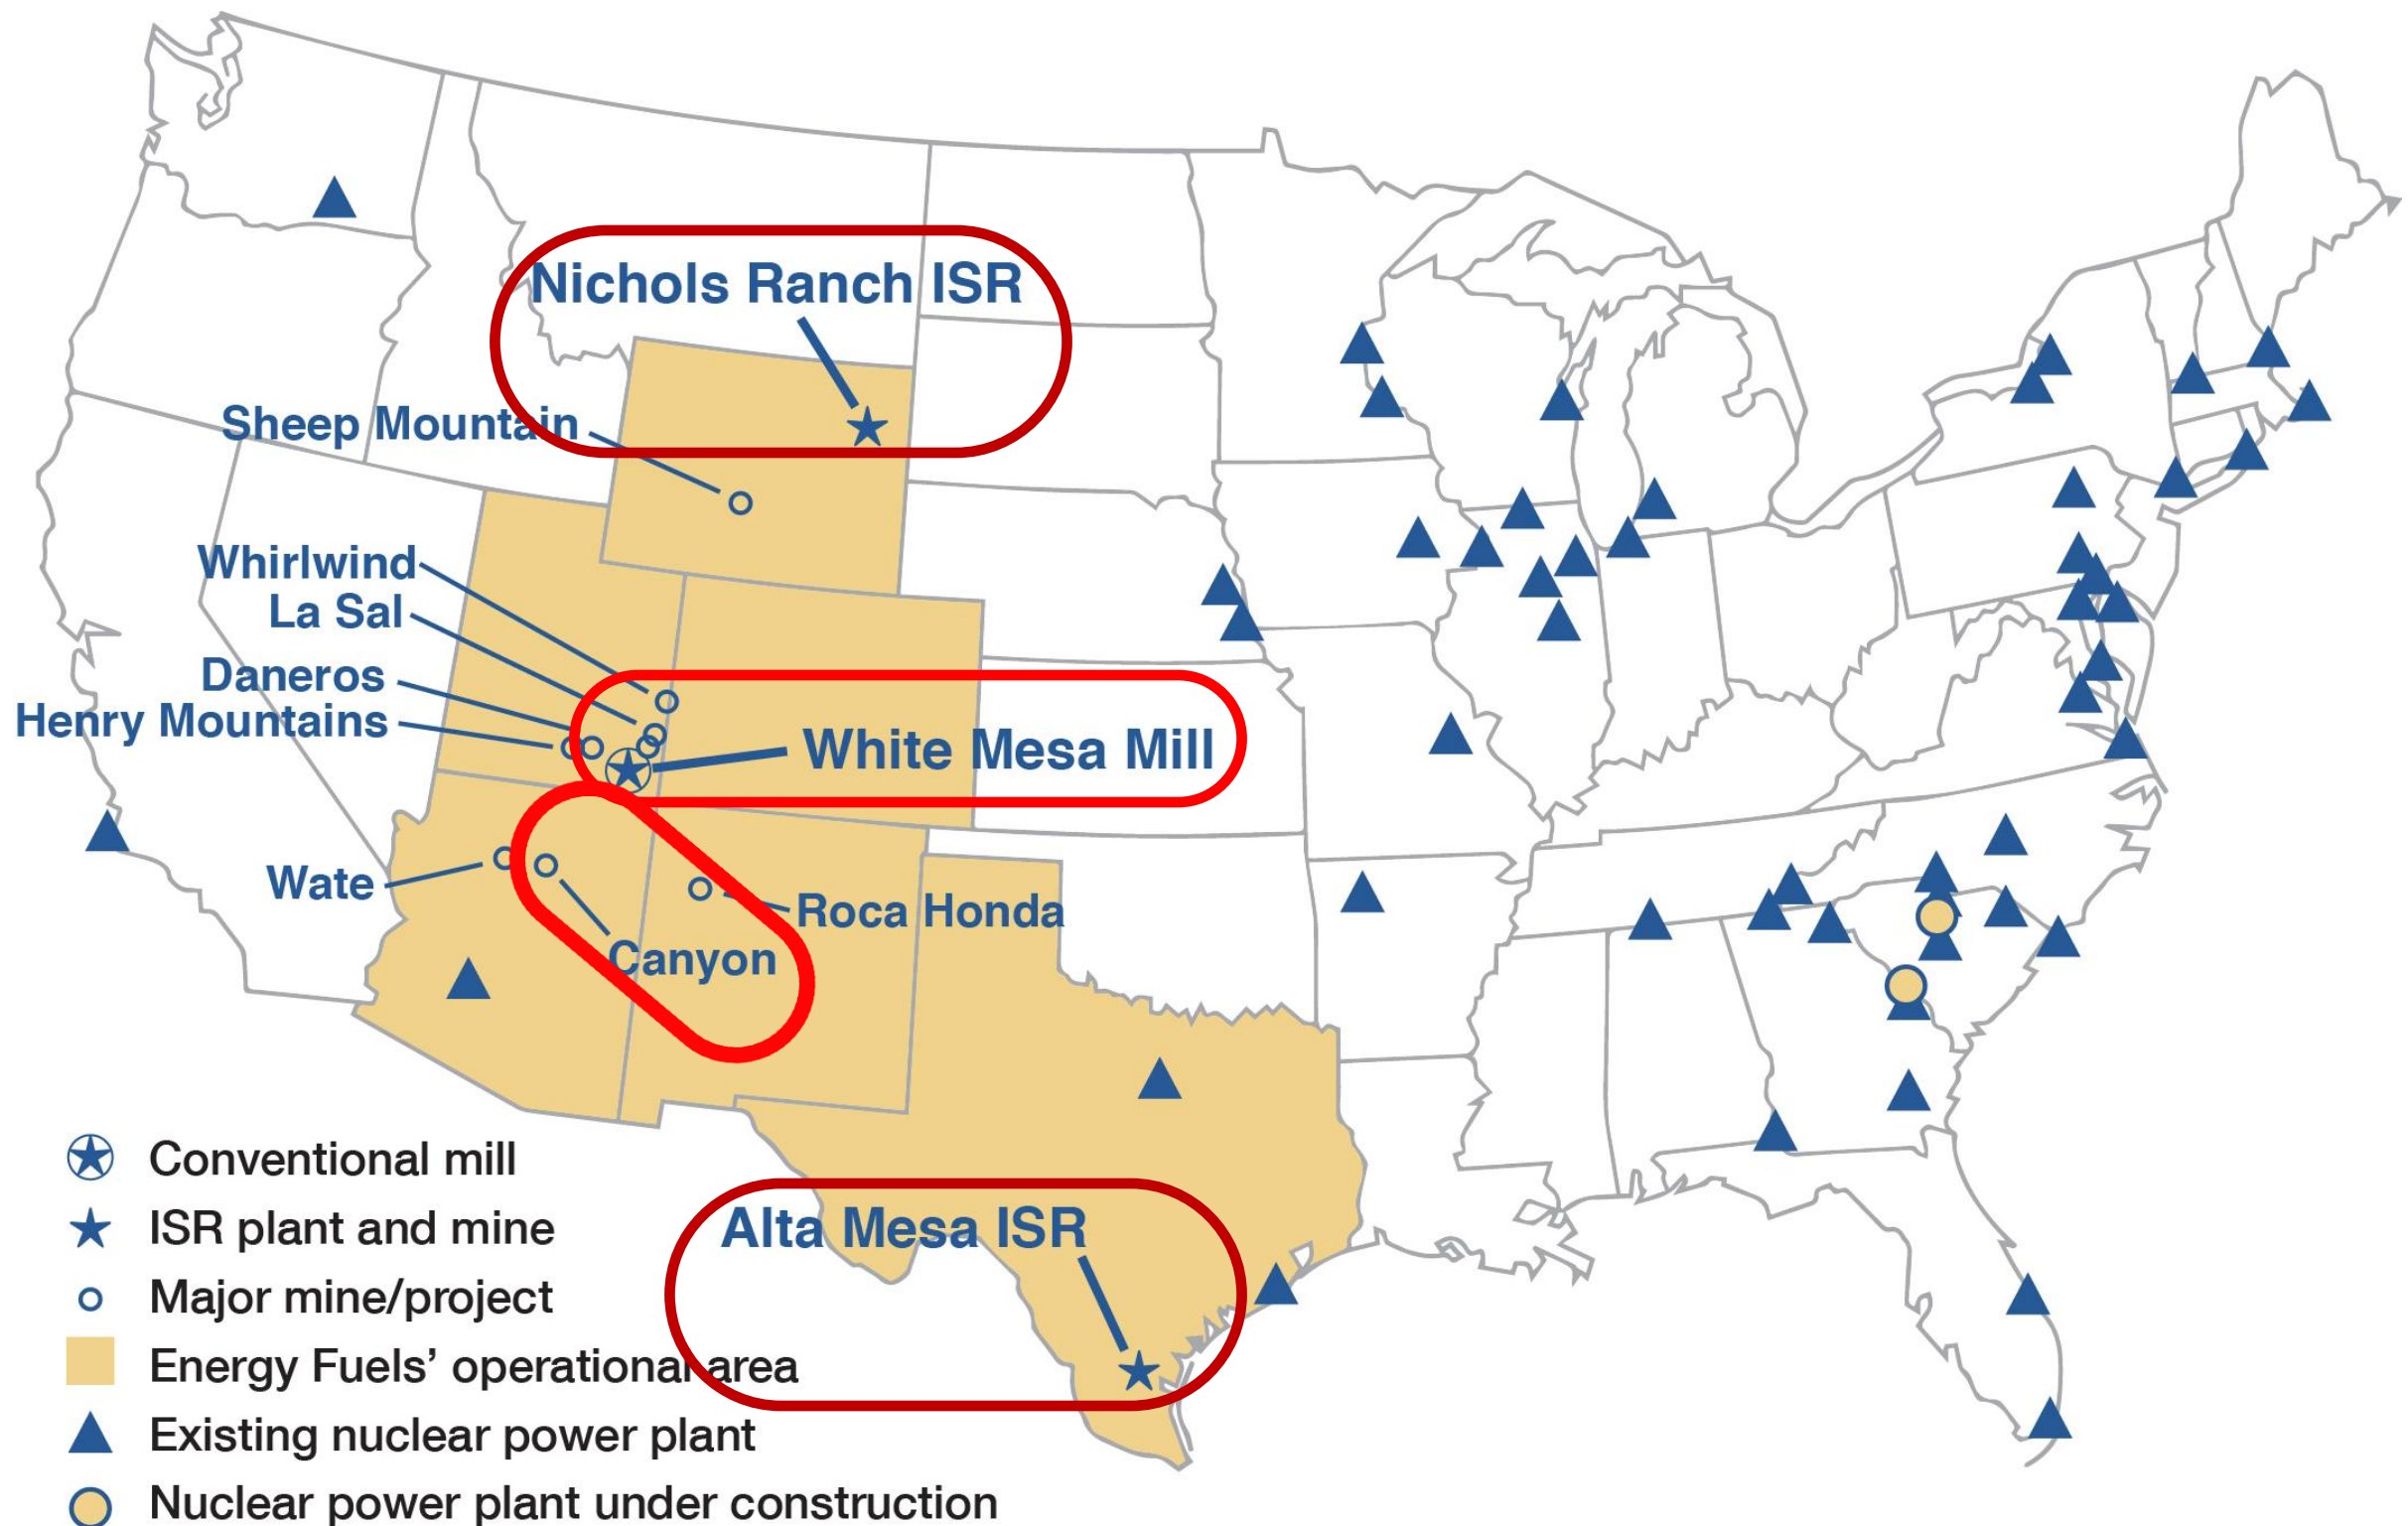 Nichols Ranch ISR
Sheep Mountain
Whirlwind
La Sal
Daneros
Henry Mountains
White Mesa Mill
Wate
Roca Honda
Canyon
Alta Mesa ISR
Conventional mill
ISR plant and mine
Major mine/project
Energy Fuels’ operational area
Existing nuclear power plant
Nuclear power plant under construction